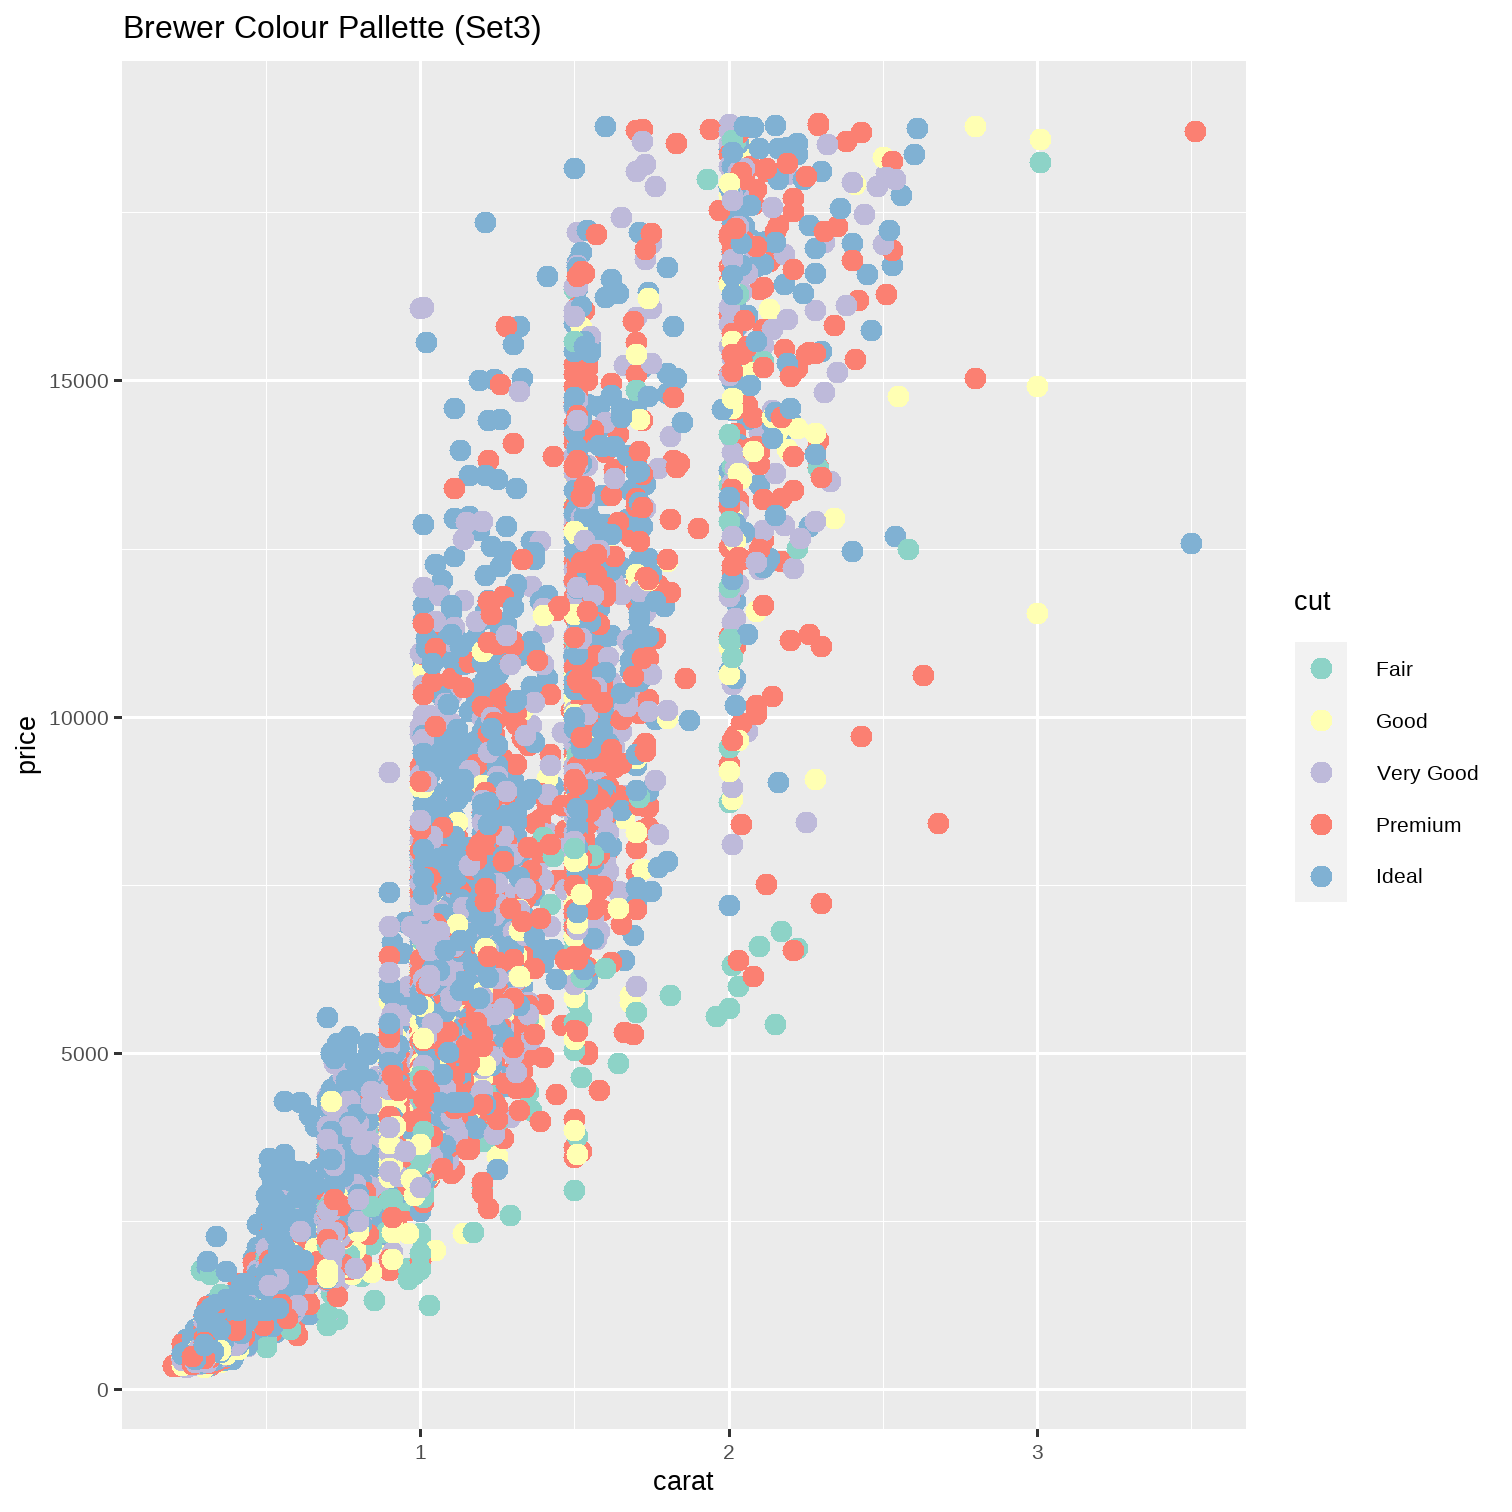 Brewer Colour Pallette (Set3)
price
15000
10000
5000
0
1
2
3
carat
cut
Fair
Good
Very Good
Premium
Ideal